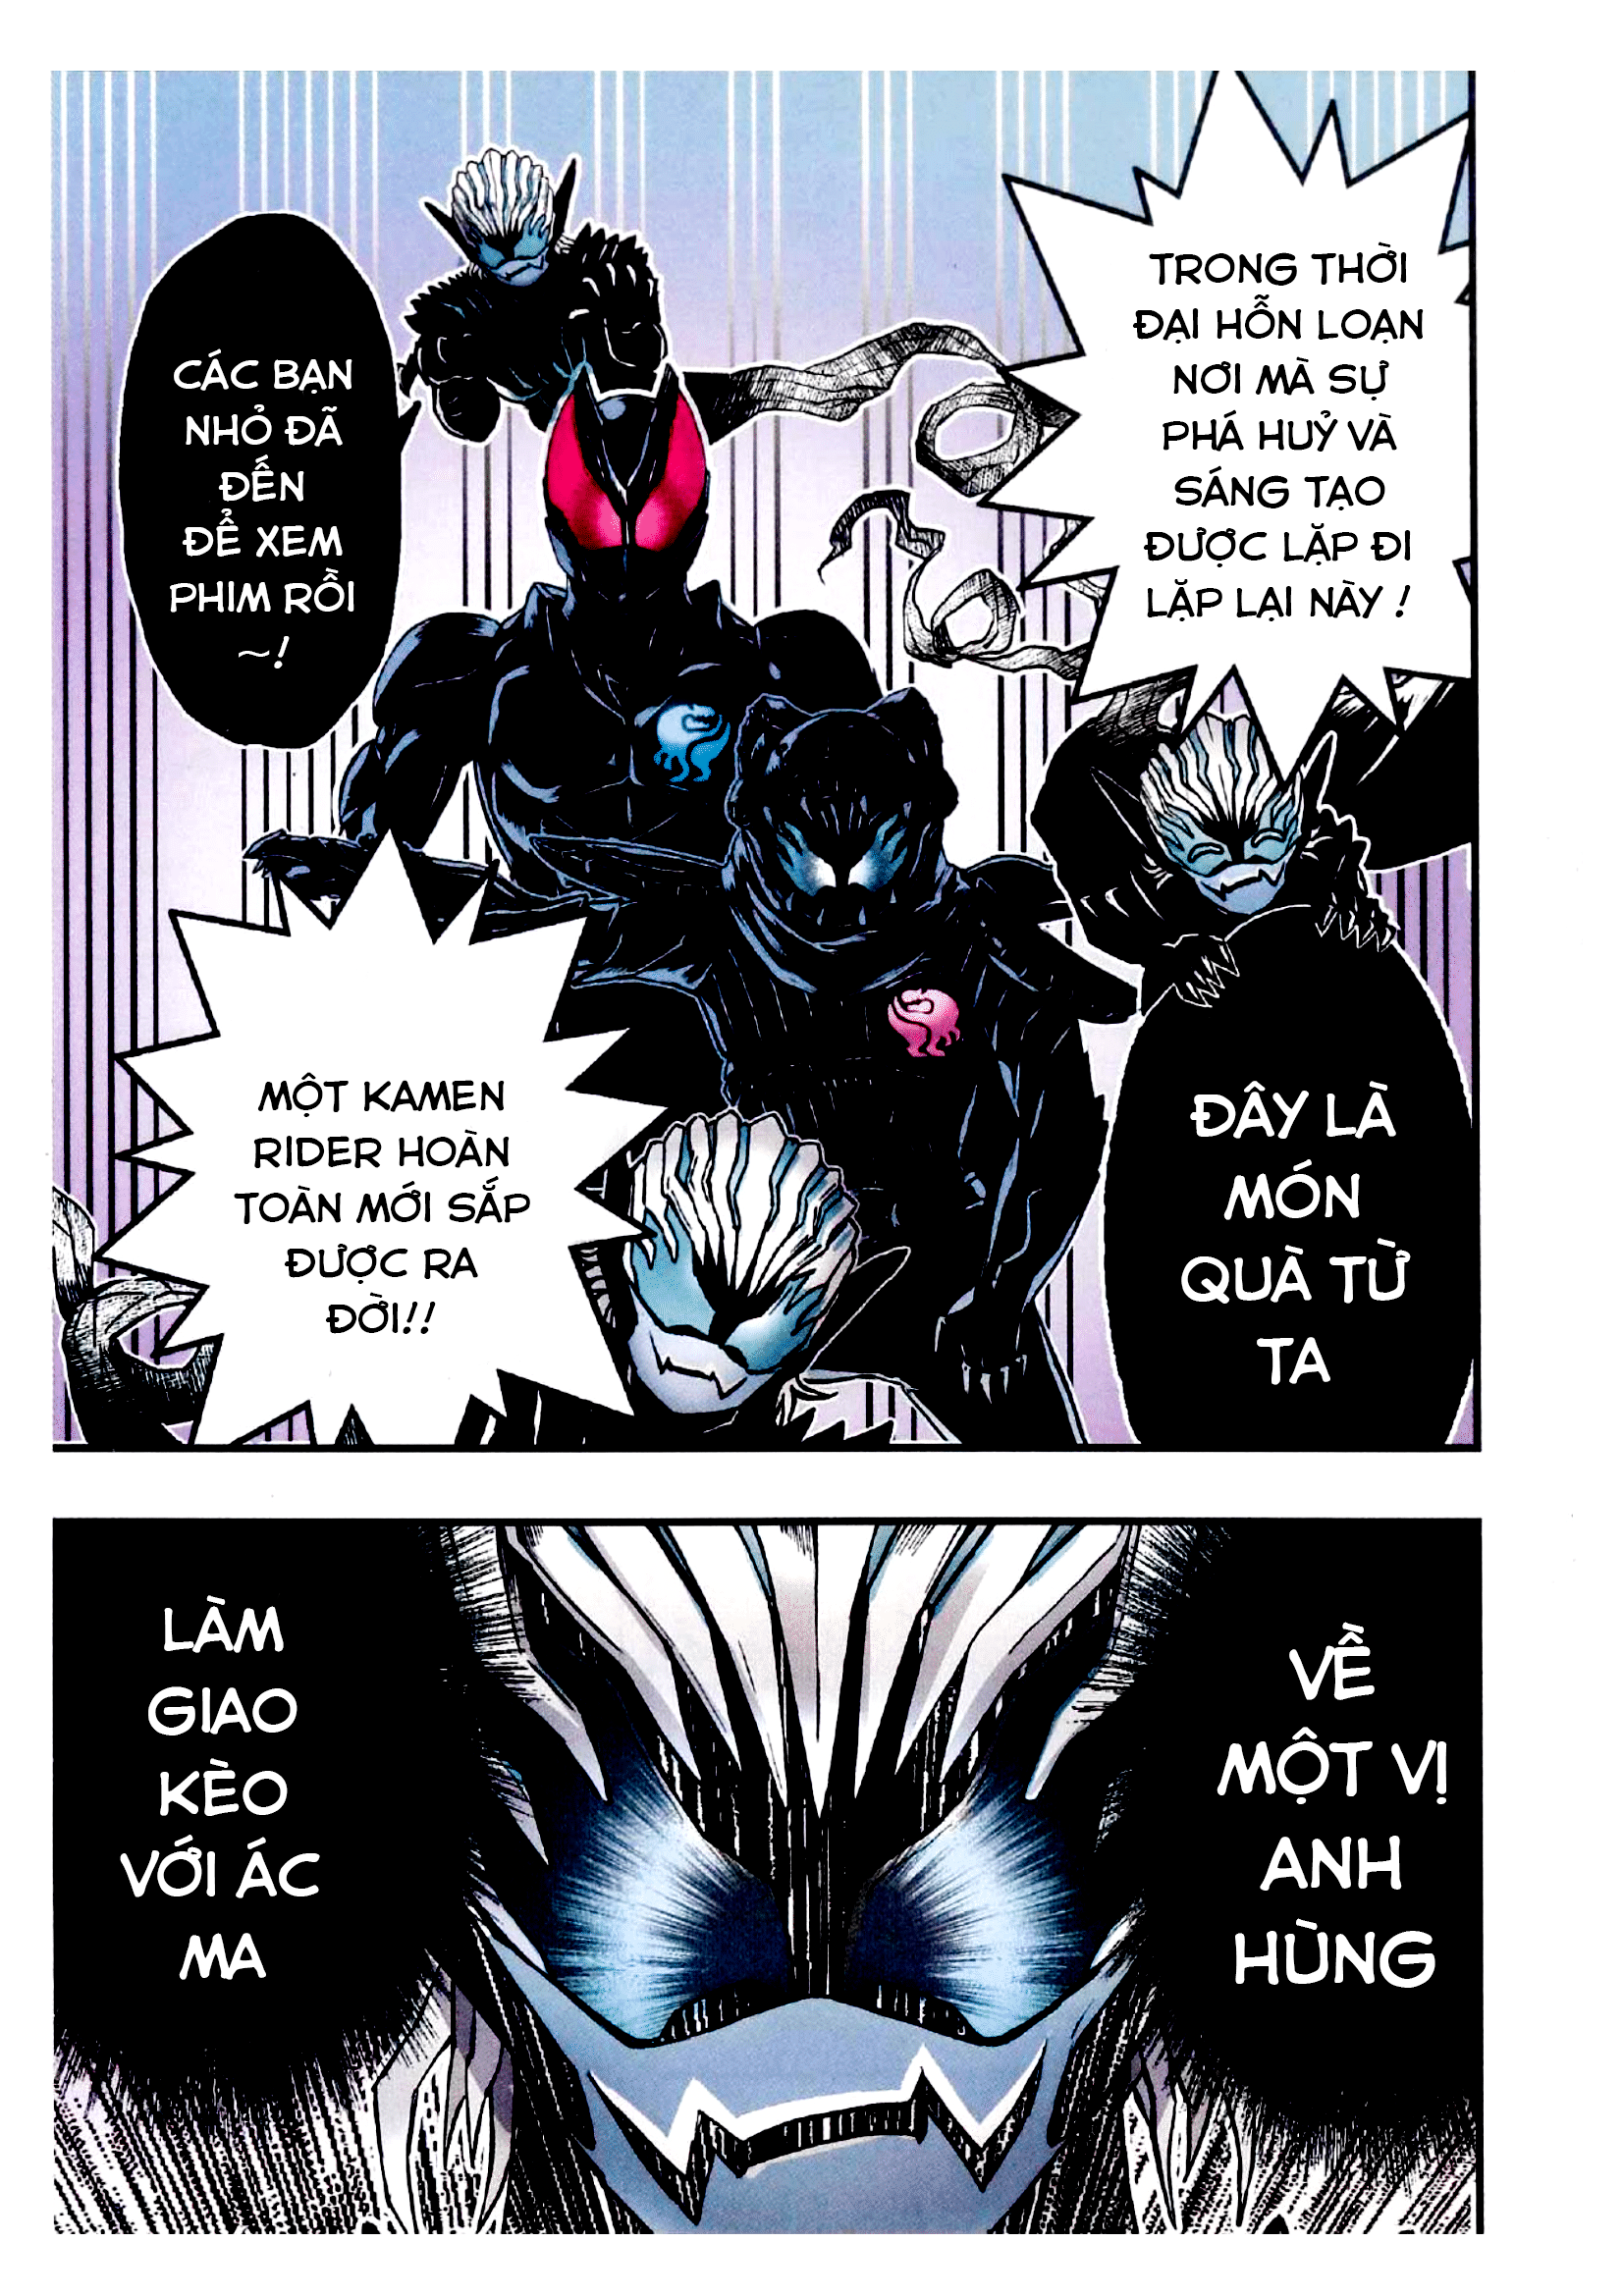 TRONG THỜI
ĐẠI HỖN LOẠN
NƠI MÀ SỰ
PHÁ HUỶ VÀ
SÁNG TẠO
ĐƯỢC LẶP ĐI
LẶP LẠI NÀY !
CÁC BẠN
NHỎ ĐÃ
ĐẾN
ĐỂ XEM
PHIM RỒI
~!
MỘT KAMEN
RIDER HOÀN
TOÀN MỚI SẮP
ĐƯỢC RA
ĐỜI!!
ĐÂY LÀ
MÓN
QUÀ TỪ
TA
VỀ
MỘT VỊ
ANH
HÙNG
LÀM
GIAO
KÈO
VỚI ÁC
MA